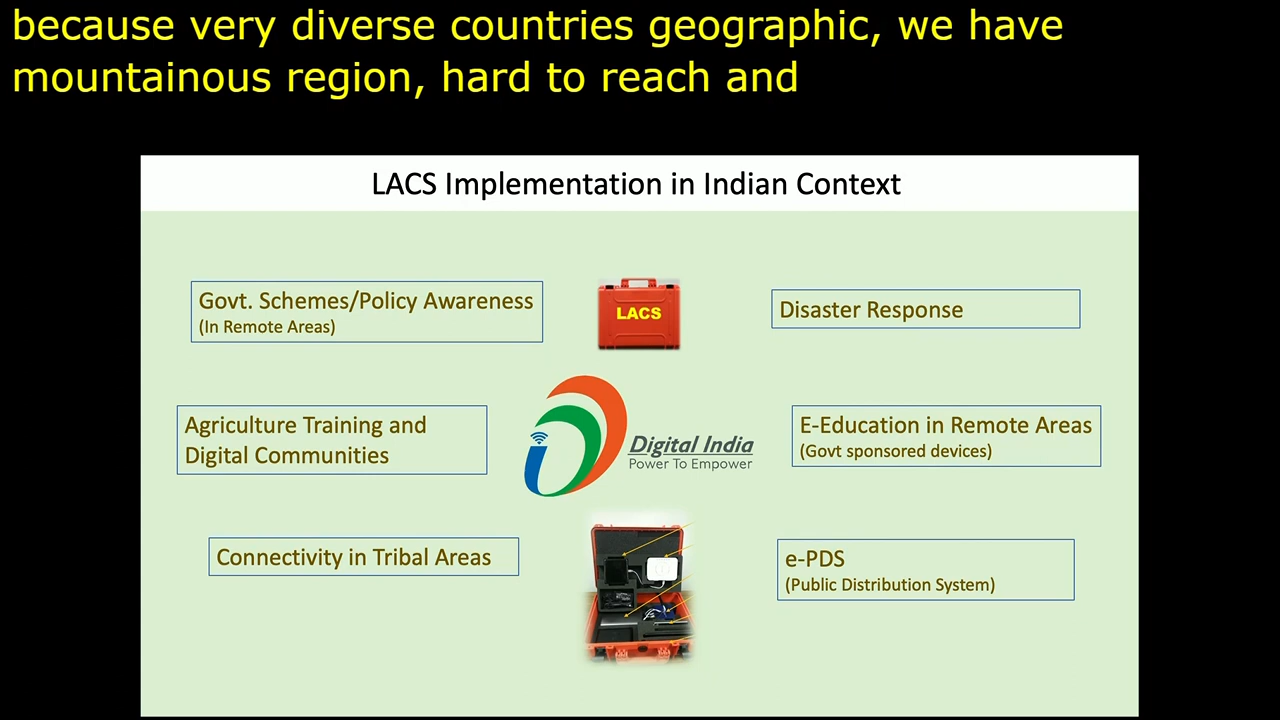 because very diverse countries geographic, we have
mountainous region, hard to reach and
LACS Implementation in Indian Context
Govt. Schemes/Policy Awareness
(In Remote Areas)
LACS
Disaster Response
Agriculture Training and
Digital Communities
Digital India
Power To Empower
E-Education in Remote Areas
(Govt sponsored devices)
Connectivity in Tribal Areas
e-PDS
(Public Distribution System)